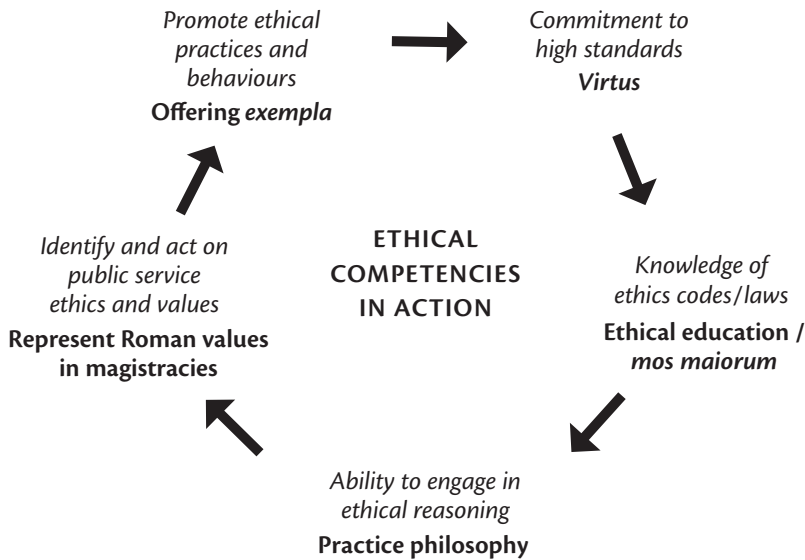 Promote ethical
practices and
behaviours
Offering exempla
Commitment to
high standards
Virtus
Knowledge of
ethics codes/laws
Ethical education /
mos maiorum
Ability to engage in
ethical reasoning
Practice philosophy
Identify and act on
public service
ethics and values
Represent Roman values
in magistracies
ETHICAL
COMPETENCIES
IN ACTION